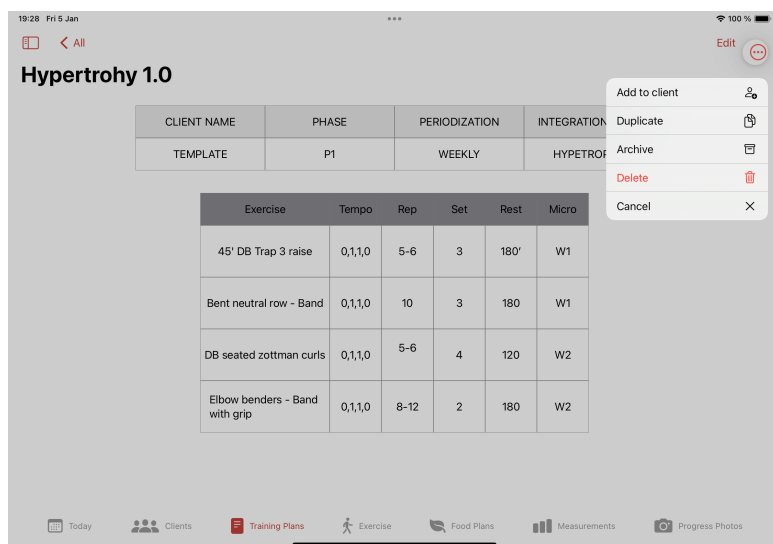 19:28 Fri 5 Jan
100 %
All
Edit
Hypertrohy 1.0
Add to client
Duplicate
Archive
Delete
Cancel
CLIENT NAME PHASE PERIODIZATION INTEGRATION
TEMPLATE P1 WEEKLY HYPETROP
Exercise Tempo Rep Set Rest Micro
45' DB Trap 3 raise 0,1,1,0 5-6 3 180' W1
Bent neutral row - Band 0,1,1,0 10 3 180 W1
DB seated zottman curls 0,1,1,0 5-6 4 120 W2
Elbow benders - Band
with grip 0,1,1,0 8-12 2 180 W2
Today Clients Training Plans Exercise Food Plans Measurements Progress Photos